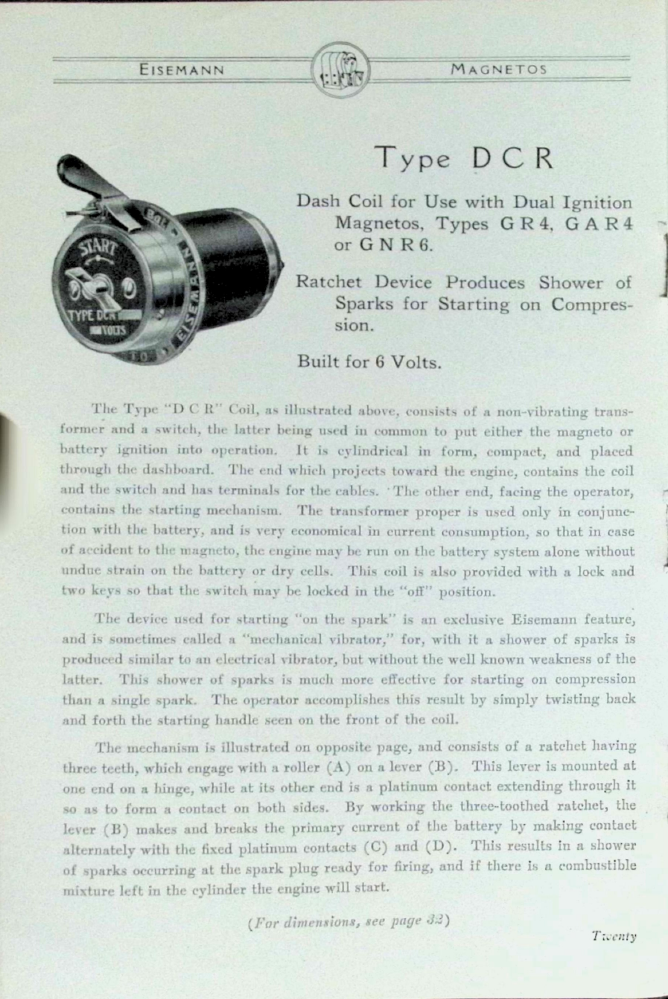 EISEMANN MAGNETOS
Type DCR
Dash Coil for Use with Dual Ignition
Magnetos, Types GR4, GAR4
or GNR6.
Ratchet Device Produces Shower of
Sparks for Starting on Compres-
sion.
Built for 6 Volts.
START
TYPE DCR
VOLTS
EISEMANN
The Type "D C R" Coil, as illustrated above, consists of a non-vibrating trans-
former and a switch, the latter being used in common to put either the magneto or
battery ignition into operation. It is cylindrical in form, compact, and placed
through the dashboard. The end which projects toward the engine, contains the coil
and the switch and has terminals for the cables. The other end, facing the operator,
contains the starting mechanism. The transformer proper is used only in conjunc-
tion with the battery, and is very economical in current consumption, so that in case
of accident to the magneto, the engine may be run on the battery system alone without
undue strain on the battery or dry cells. This coil is also provided with a lock and
two keys so that the switch may be locked in the "off" position.
The device used for starting "on the spark" is an exclusive Eisemann feature,
and is sometimes called a "mechanical vibrator," for, with it a shower of sparks is
produced similar to an electrical vibrator, but without the well known weakness of the
latter. This shower of sparks is much more effective for starting on compression
than a single spark. The operator accomplishes this result by simply twisting back
and forth the starting handle seen on the front of the coil.
The mechanism is illustrated on opposite page, and consists of a ratchet having
three teeth, which engage with a roller (A) on a lever (B). This lever is mounted at
one end on a hinge, while at its other end is a platinum contact extending through it
so as to form a contact on both sides. By working the three-toothed ratchet, the
lever (B) makes and breaks the primary current of the battery by making contact
alternately with the fixed platinum contacts (C) and (D). This results in a shower
of sparks occurring at the spark plug ready for firing, and if there is a combustible
mixture left in the cylinder the engine will start.
(For dimensions, see page 33)
Twenty